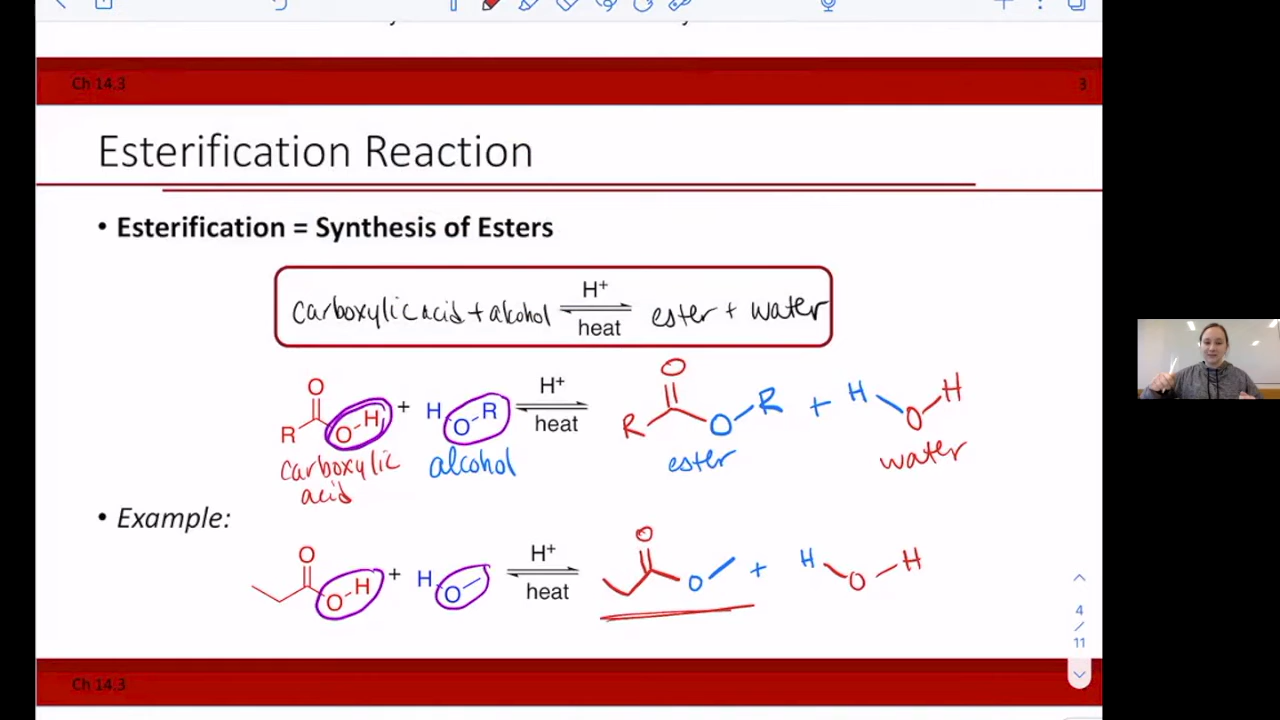 Ch 14.3 3
Esterification Reaction
• Esterification = Synthesis of Esters
H+
carboxylic acid + alcohol ⇌ ester + water
heat
O H+ O
R O-H + H O-R ⇌ R O R + H O H
heat
carboxylic acid alcohol ester water
• Example:
O H+ O
O-H + H O ⇌ O + H O H
heat
4
/
11
Ch 14.3